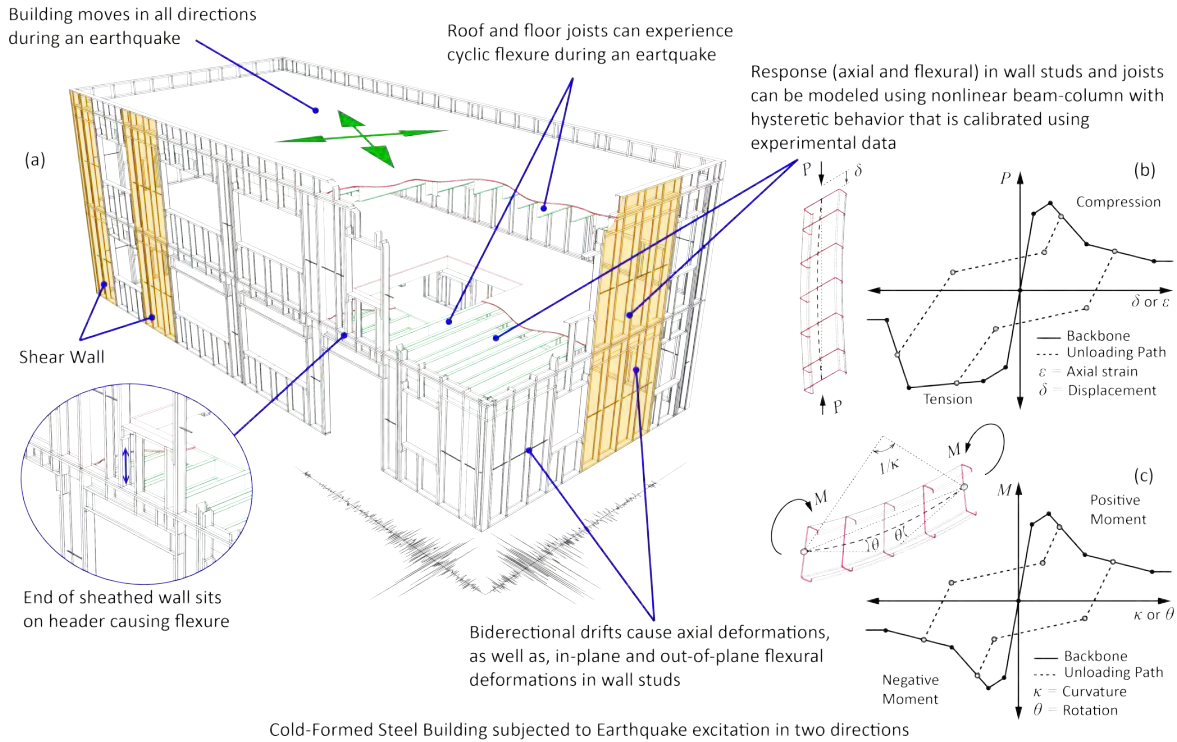 Building moves in all directions
during an earthquake
Roof and floor joists can experience
cyclic flexure during an eartquake
Response (axial and flexural) in wall studs and joists
can be modeled using nonlinear beam-column with
hysteretic behavior that is calibrated using
experimental data
(a)
Shear Wall
End of sheathed wall sits
on header causing flexure
Biderectional drifts cause axial deformations,
as well as, in-plane and out-of-plane flexural
deformations in wall studs
P
δ
P
(b)
P
Compression
δ or ε
Backbone
Unloading Path
ε = Axial strain
δ = Displacement
Tension
1/κ
M
M
θ
θ
(c)
M
Positive
Moment
κ or θ
Backbone
Unloading Path
κ = Curvature
θ = Rotation
Negative
Moment
Cold-Formed Steel Building subjected to Earthquake excitation in two directions